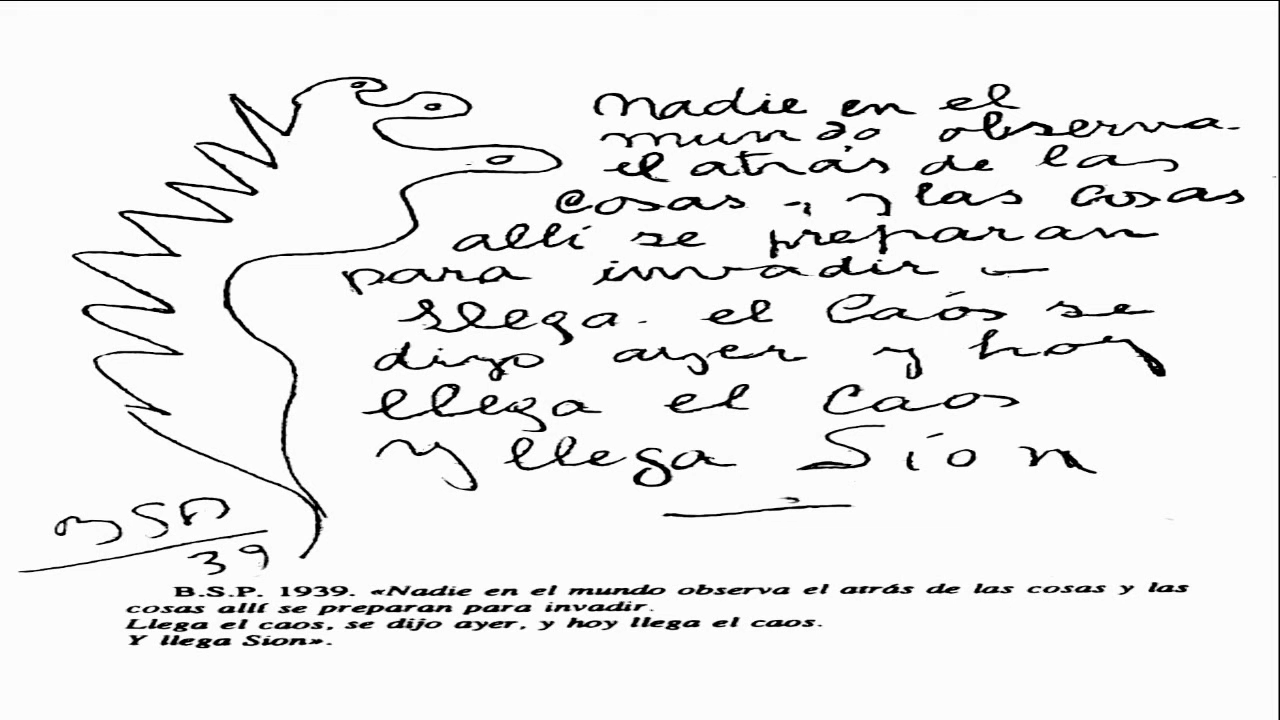 Nadie en el
mundo observa.
el atrás de las
cosas - y las cosas
allí se preparan
para invadir -
Llega. el Caós se
dijo ayer y hoy
llega el Caos
Y llega Síon
BSP
39
B.S.P. 1939. «Nadie en el mundo observa el atrás de las cosas y las
cosas allí se preparan para invadir.
Llega el caos, se dijo ayer, y hoy llega el caos.
Y llega Sion».